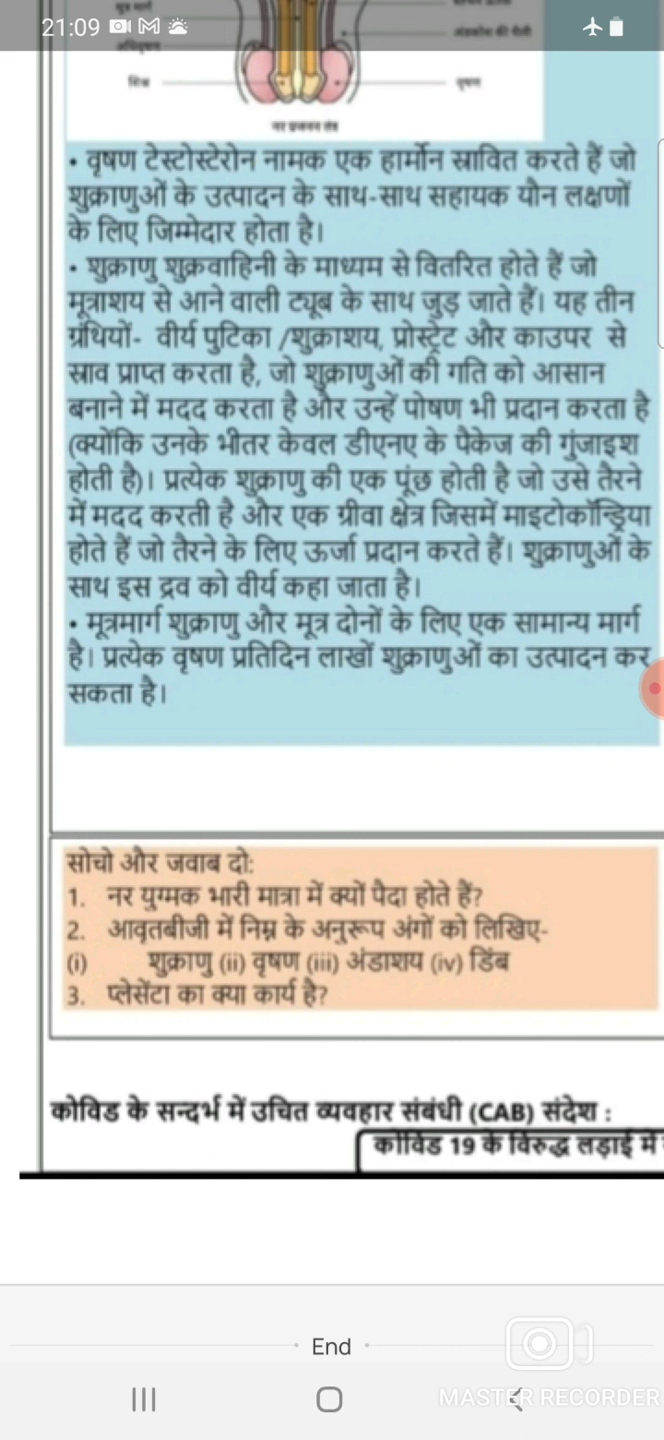 21:09
मूत्र मार्ग
अंडकोश की थैली
अधिवृषण
शिश्न
वृषण
नर प्रजनन तंत्र
• वृषण टेस्टोस्टेरोन नामक एक हार्मोन स्रावित करते हैं जो
शुक्राणुओं के उत्पादन के साथ-साथ सहायक यौन लक्षणों
के लिए जिम्मेदार होता है।
• शुक्राणु शुक्रवाहिनी के माध्यम से वितरित होते हैं जो
मूत्राशय से आने वाली ट्यूब के साथ जुड़ जाते हैं। यह तीन
ग्रंथियों- वीर्य पुटिका /शुक्राशय, प्रोस्ट्रेट और काउपर से
स्राव प्राप्त करता है, जो शुक्राणुओं की गति को आसान
बनाने में मदद करता है और उन्हें पोषण भी प्रदान करता है
(क्योंकि उनके भीतर केवल डीएनए के पैकेज की गुंजाइश
होती है)। प्रत्येक शुक्राणु की एक पूंछ होती है जो उसे तैरने
में मदद करती है और एक ग्रीवा क्षेत्र जिसमें माइटोकॉन्ड्रिया
होते हैं जो तैरने के लिए ऊर्जा प्रदान करते हैं। शुक्राणुओं के
साथ इस द्रव को वीर्य कहा जाता है।
• मूत्रमार्ग शुक्राणु और मूत्र दोनों के लिए एक सामान्य मार्ग
है। प्रत्येक वृषण प्रतिदिन लाखों शुक्राणुओं का उत्पादन कर
सकता है।
सोचो और जवाब दो:
1. नर युग्मक भारी मात्रा में क्यों पैदा होते हैं?
2. आवृतबीजी में निम्न के अनुरूप अंगों को लिखिए-
(i) शुक्राणु (ii) वृषण (iii) अंडाशय (iv) डिंब
3. प्लेसेंटा का क्या कार्य है?
कोविड के सन्दर्भ में उचित व्यवहार संबंधी (CAB) संदेश :
कोविड 19 के विरुद्ध लड़ाई में
End
MASTER RECORDER